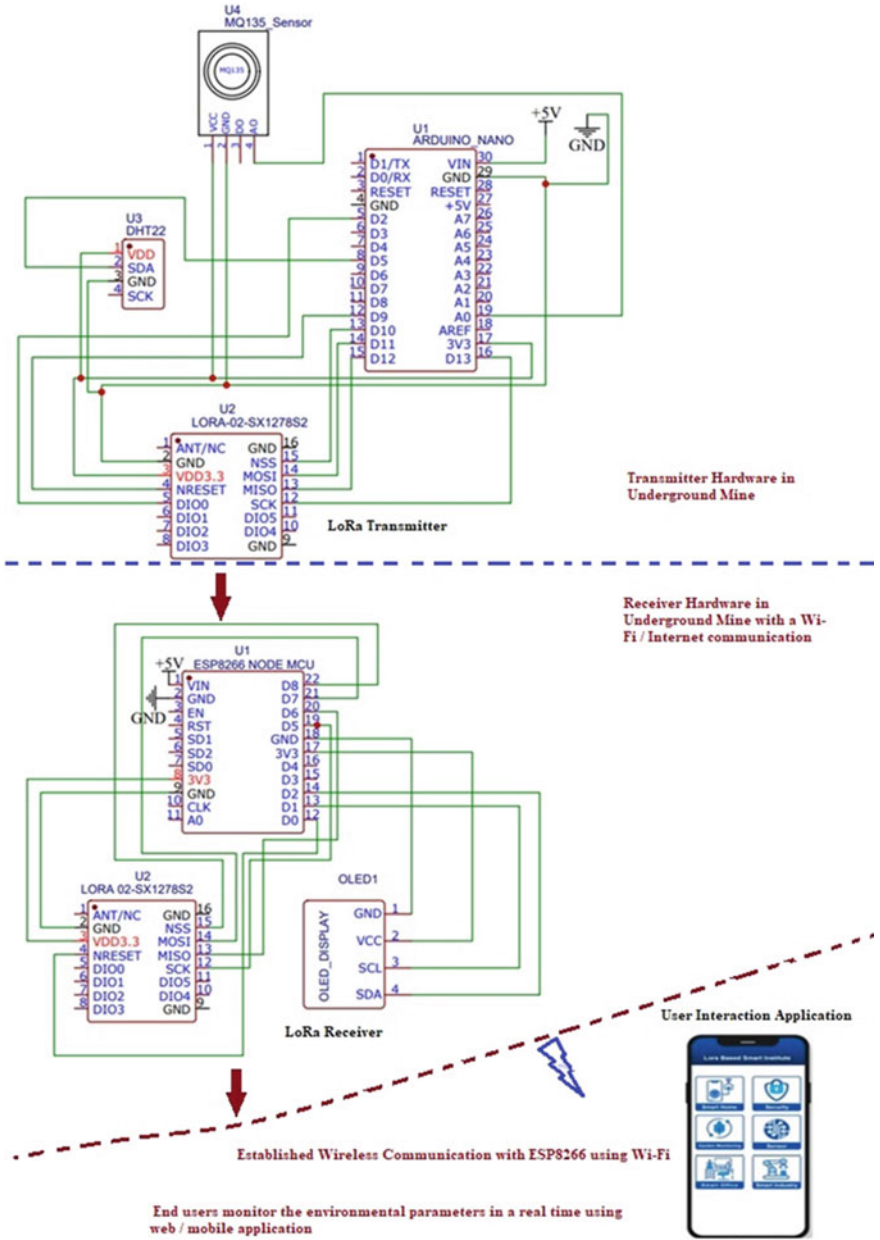 U4
MQ135_Sensor
MQ135
VCC
GND
DO
AO
1
2
3
4
+5V
GND
U1
ARDUINO_NANO
1 D1/TX VIN 30
2 D0/RX GND 29
3 RESET RESET 28
4 GND +5V 27
5 D2 A7 26
6 D3 A6 25
7 D4 A5 24
8 D5 A4 23
9 D6 A3 22
10 D7 A2 21
11 D8 A1 20
12 D9 A0 19
13 D10 AREF 18
14 D11 3V3 17
15 D12 D13 16
U3
DHT22
1 VDD
2 SDA
3 GND
4 SCK
U2
LORA-02-SX1278S2
1 ANT/NC GND 16
2 GND NSS 15
3 VDD3.3 MOSI 14
4 NRESET MISO 13
5 DIO0 SCK 12
6 DIO1 DIO5 11
7 DIO2 DIO4 10
8 DIO3 GND 9
LoRa Transmitter
Transmitter Hardware in
Underground Mine
Receiver Hardware in
Underground Mine with a Wi-
Fi / Internet communication
U1
ESP8266 NODE MCU
+5V
GND
1 VIN D8 22
2 GND D7 21
3 EN D6 20
4 RST D5 19
5 SD1 GND 18
6 SD2 3V3 17
7 SD0 D4 16
8 3V3 D3 15
9 GND D2 14
10 CLK D1 13
11 A0 D0 12
U2
LORA 02-SX1278S2
1 ANT/NC GND 16
2 GND NSS 15
3 VDD3.3 MOSI 14
4 NRESET MISO 13
5 DIO0 SCK 12
6 DIO1 DIO5 11
7 DIO2 DIO4 10
8 DIO3 GND 9
OLED1
OLED_DISPLAY
GND 1
VCC 2
SCL 3
SDA 4
LoRa Receiver
User Interaction Application
Lora Based Smart Institute
Smart Home Security
Sensor
Smart Office Smart Industry
Established Wireless Communication with ESP8266 using Wi-Fi
End users monitor the environmental parameters in a real time using
web / mobile application